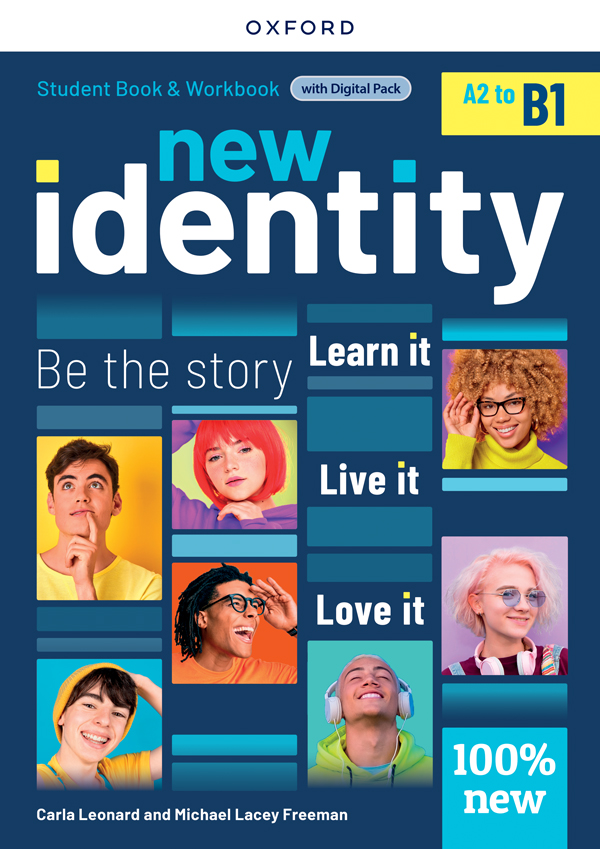 OXFORD
Student Book & Workbook with Digital Pack
A2 to B1
new
identity
Be the story
Learn it
Live it
Love it
100%
new
Carla Leonard and Michael Lacey Freeman